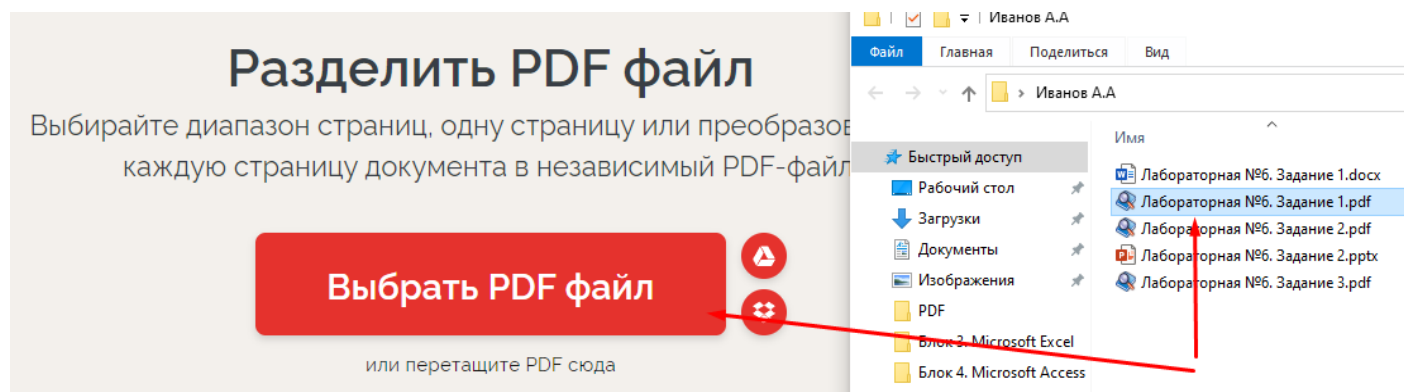 Разделить PDF файл
Выбирайте диапазон страниц, одну страницу или преобразов
каждую страницу документа в независимый PDF-файл
Выбрать PDF файл
или перетащите PDF сюда
Иванов А.А
Файл Главная Поделиться Вид
Иванов А.А
Имя
Быстрый доступ
Рабочий стол
Загрузки
Документы
Изображения
PDF
Блок 3. Microsoft Excel
Блок 4. Microsoft Access
Лабораторная №6. Задание 1.docx
Лабораторная №6. Задание 1.pdf
Лабораторная №6. Задание 2.pdf
Лабораторная №6. Задание 2.pptx
Лабораторная №6. Задание 3.pdf